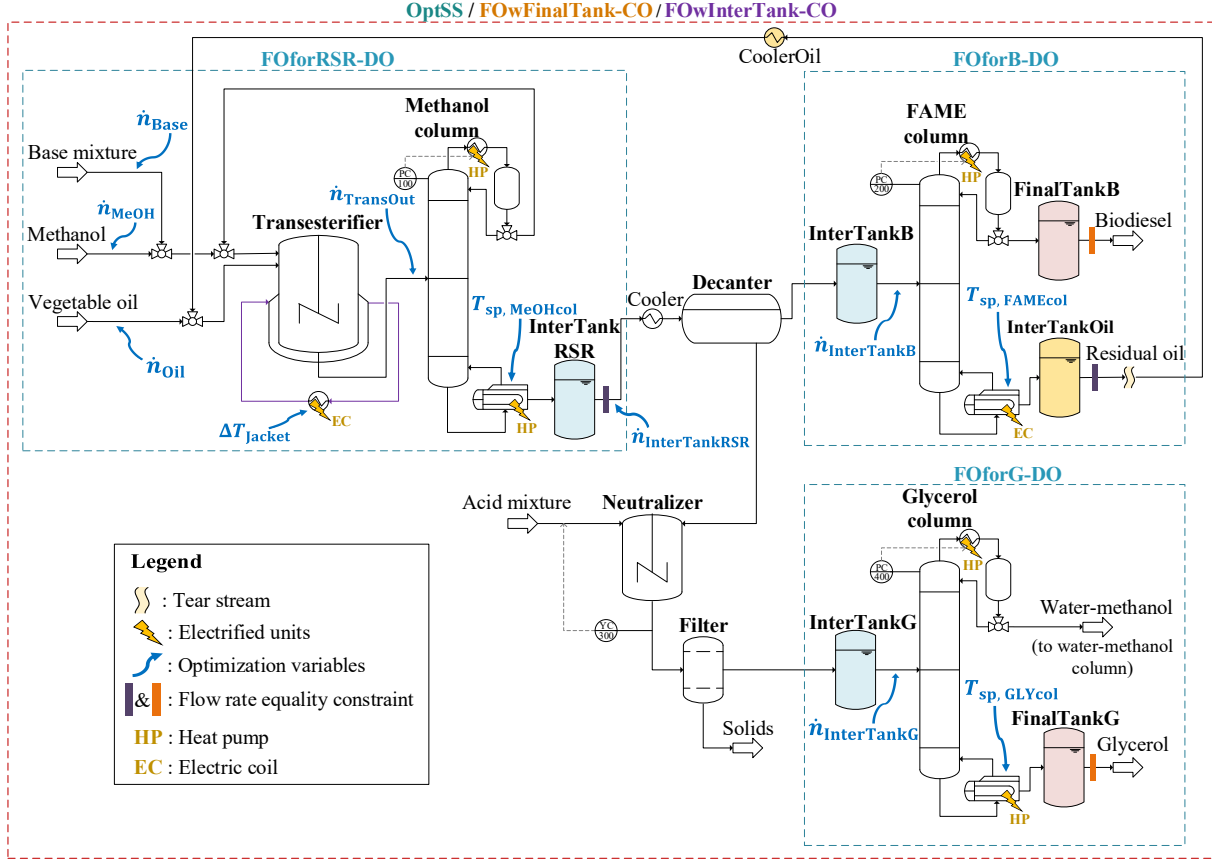 OptSS / FOwFinalTank-CO / FOwInterTank-CO
CoolerOil
FOforRSR-DO
FOforB-DO
Methanol
column
HP
PC
100
ṅBase
Base mixture
ṅMeOH
Methanol
Transesterifier
ṅTransOut
Vegetable oil
ṅOil
Tsp, MeOHcol
InterTank
RSR
ΔTJacket
EC
HP
ṅInterTankRSR
Cooler
Decanter
FAME
column
HP
PC
200
FinalTankB
Biodiesel
InterTankB
Tsp, FAMEcol
InterTankOil
ṅInterTankB
Residual oil
EC
FOforG-DO
Acid mixture
Neutralizer
Glycerol
column
HP
PC
400
YC
300
Filter
InterTankG
Water-methanol
(to water-methanol
column)
Tsp, GLYcol
FinalTankG
Solids
ṅInterTankG
Glycerol
HP
Legend
: Tear stream
: Electrified units
: Optimization variables
& : Flow rate equality constraint
HP : Heat pump
EC : Electric coil